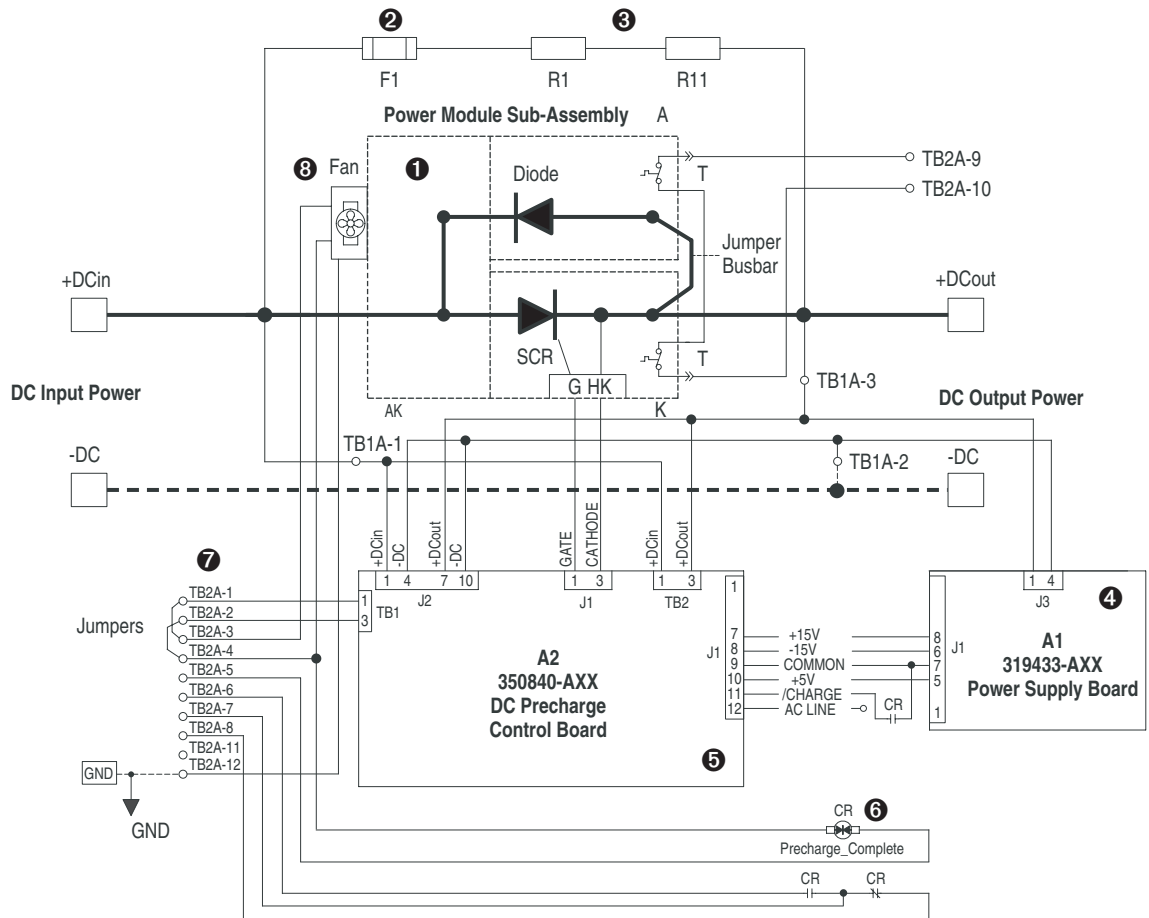 ❷ ❸
F1 R1 R11
Power Module Sub-Assembly A
❽ Fan ❶
Diode
T
TB2A-9
TB2A-10
Jumper
Busbar
+DCin
+DCout
SCR
T
G HK
TB1A-3
DC Input Power
DC Output Power
AK
K
TB1A-1
-DC
TB1A-2
-DC
+DCin
-DC
+DCout
-DC
GATE
CATHODE
+DCin
+DCout
❼
1 4 7 10
1 3
1 3
1
1 4
J2
J1
TB2
J3
❹
TB2A-1
TB2A-2
TB2A-3
TB2A-4
TB2A-5
TB2A-6
TB2A-7
TB2A-8
TB2A-11
TB2A-12
Jumpers
1
3
TB1
A2
350840-AXX
DC Precharge
Control Board
❺
J1
7 +15V 8
8 -15V 6
9 COMMON 7
10 +5V 5
11 /CHARGE
12 AC LINE
CR
J1
1
A1
319433-AXX
Power Supply Board
GND
GND
CR ❻
Precharge_Complete
CR CR